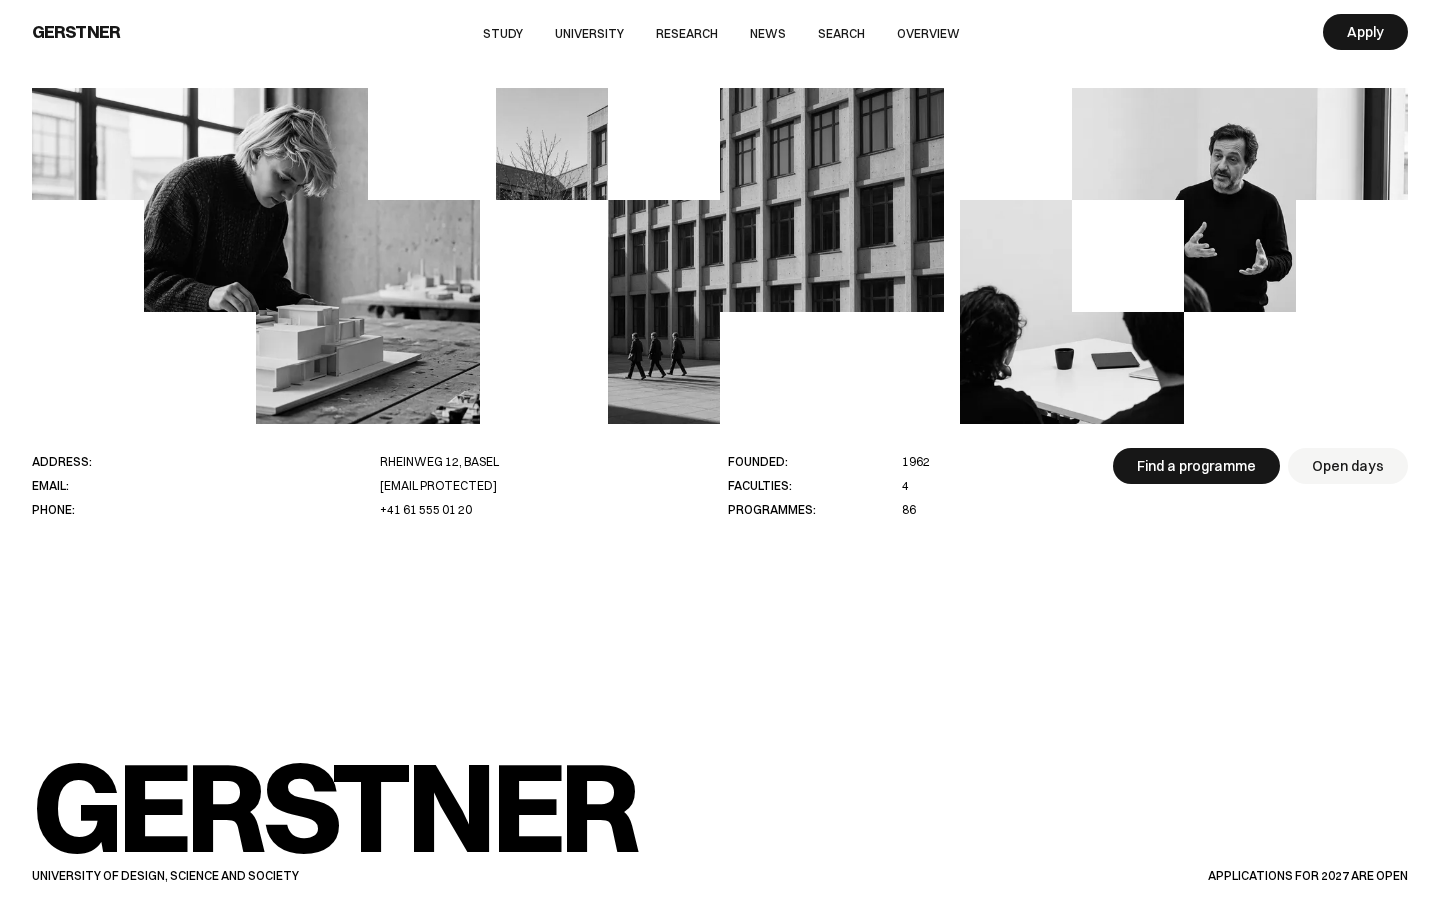 GERSTNER
STUDY UNIVERSITY RESEARCH NEWS SEARCH OVERVIEW
Apply
ADDRESS: RHEINWEG 12, BASEL
EMAIL: [EMAIL PROTECTED]
PHONE: +41 61 555 01 20
FOUNDED: 1962
FACULTIES: 4
PROGRAMMES: 86
Find a programme
Open days
GERSTNER
UNIVERSITY OF DESIGN, SCIENCE AND SOCIETY
APPLICATIONS FOR 2027 ARE OPEN